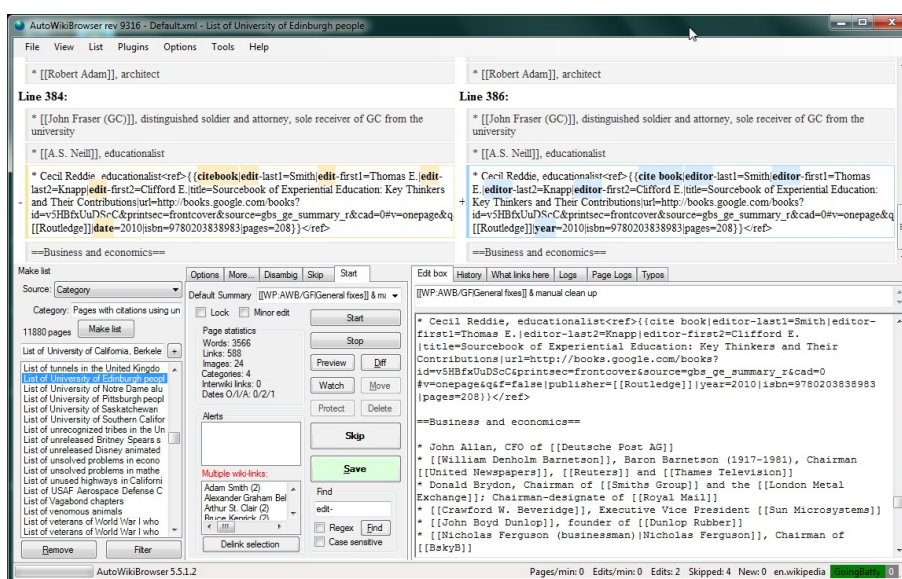 AutoWikiBrowser rev 9316 - Default.xml - List of University of Edinburgh people
File View List Plugins Options Tools Help
* [[Robert Adam]], architect
* [[Robert Adam]], architect
Line 384:
Line 386:
* [[John Fraser (GC)]], distinguished soldier and attorney, sole receiver of GC from the
university
* [[John Fraser (GC)]], distinguished soldier and attorney, sole receiver of GC from the
university
* [[A.S. Neill]], educationalist
* [[A.S. Neill]], educationalist
-
* Cecil Reddie, educationalist<ref>{{citebook|edit-last1=Smith|edit-first1=Thomas E.|edit-
last2=Knapp|edit-first2=Clifford E.|title=Sourcebook of Experiential Education: Key Thinkers
and Their Contributions|url=http://books.google.com/books?
id=v5HBfxUuDScC&printsec=frontcover&source=gbs_ge_summary_r&cad=0#v=onepage&q
[[Routledge]]|date=2010|isbn=9780203838983|pages=208}}</ref>
+
* Cecil Reddie, educationalist<ref>{{cite book|editor-last1=Smith|editor-first1=Thomas
E.|editor-last2=Knapp|editor-first2=Clifford E.|title=Sourcebook of Experiential Education:
Key Thinkers and Their Contributions|url=http://books.google.com/books?
id=v5HBfxUuDScC&printsec=frontcover&source=gbs_ge_summary_r&cad=0#v=onepage&q
[[Routledge]]|year=2010|isbn=9780203838983|pages=208}}</ref>
==Business and economics==
==Business and economics==
Make list
Source: Category
Category: Pages with citations using un
11880 pages Make list
List of University of California, Berkele +
List of tunnels in the United Kingdo
List of University of Edinburgh peopl
List of University of Notre Dame alu
List of University of Pittsburgh peopl
List of University of Saskatchewan
List of University of Southern Califor
List of unrecognized tribes in the Un
List of unreleased Britney Spears s
List of unreleased Disney animated
List of unsolved problems in econo
List of unsolved problems in mathe
List of unused highways in Californi
List of USAF Aerospace Defense C
List of Vagabond chapters
List of venomous animals
List of veterans of World War I who
List of veterans of World War I who
Remove Filter
Options More... Disambig Skip Start
Default Summary [[WP:AWB/GF|General fixes]] & ma
Lock Minor edit
Page statistics
Words: 3566
Links: 588
Images: 24
Categories: 4
Interwiki links: 0
Dates O/I/A: 0/2/1
Alerts
Multiple wiki-links:
Adam Smith (2)
Alexander Graham Bel
Arthur St. Clair (2)
Bruce Kenrick (2)
Delink selection
Start
Stop
Preview Diff
Watch Move
Protect Delete
Skip
Save
Find
edit-
Regex Find
Case sensitive
Edit box History What links here Logs Page Logs Typos
[[WP:AWB/GF|General fixes]] & manual clean up
* Cecil Reddie, educationalist<ref>{{cite book|editor-last1=Smith|editor-
first1=Thomas E.|editor-last2=Knapp|editor-first2=Clifford E.
|title=Sourcebook of Experiential Education: Key Thinkers and Their
Contributions|url=http://books.google.com/books?
id=v5HBfxUuDScC&printsec=frontcover&source=gbs_ge_summary_r&cad=0
#v=onepage&q&f=false|publisher=[[Routledge]]|year=2010|isbn=9780203838983
|pages=208}}</ref>
==Business and economics==
* John Allan, CFO of [[Deutsche Post AG]]
* [[William Denholm Barnetson]], Baron Barnetson (1917-1981), Chairman
[[United Newspapers]], [[Reuters]] and [[Thames Television]]
* Donald Brydon, Chairman of [[Smiths Group]] and the [[London Metal
Exchange]]; Chairman-designate of [[Royal Mail]]
* [[Crawford W. Beveridge]], Executive Vice President [[Sun Microsystems]]
* [[John Boyd Dunlop]], founder of [[Dunlop Rubber]]
* [[Nicholas Ferguson (businessman)|Nicholas Ferguson]], Chairman of
[[BskyB]]
AutoWikiBrowser 5.5.1.2
Pages/min: 0 Edits/min: 0 Edits: 2 Skipped: 4 New: 0 en.wikipedia GoingBatty 0